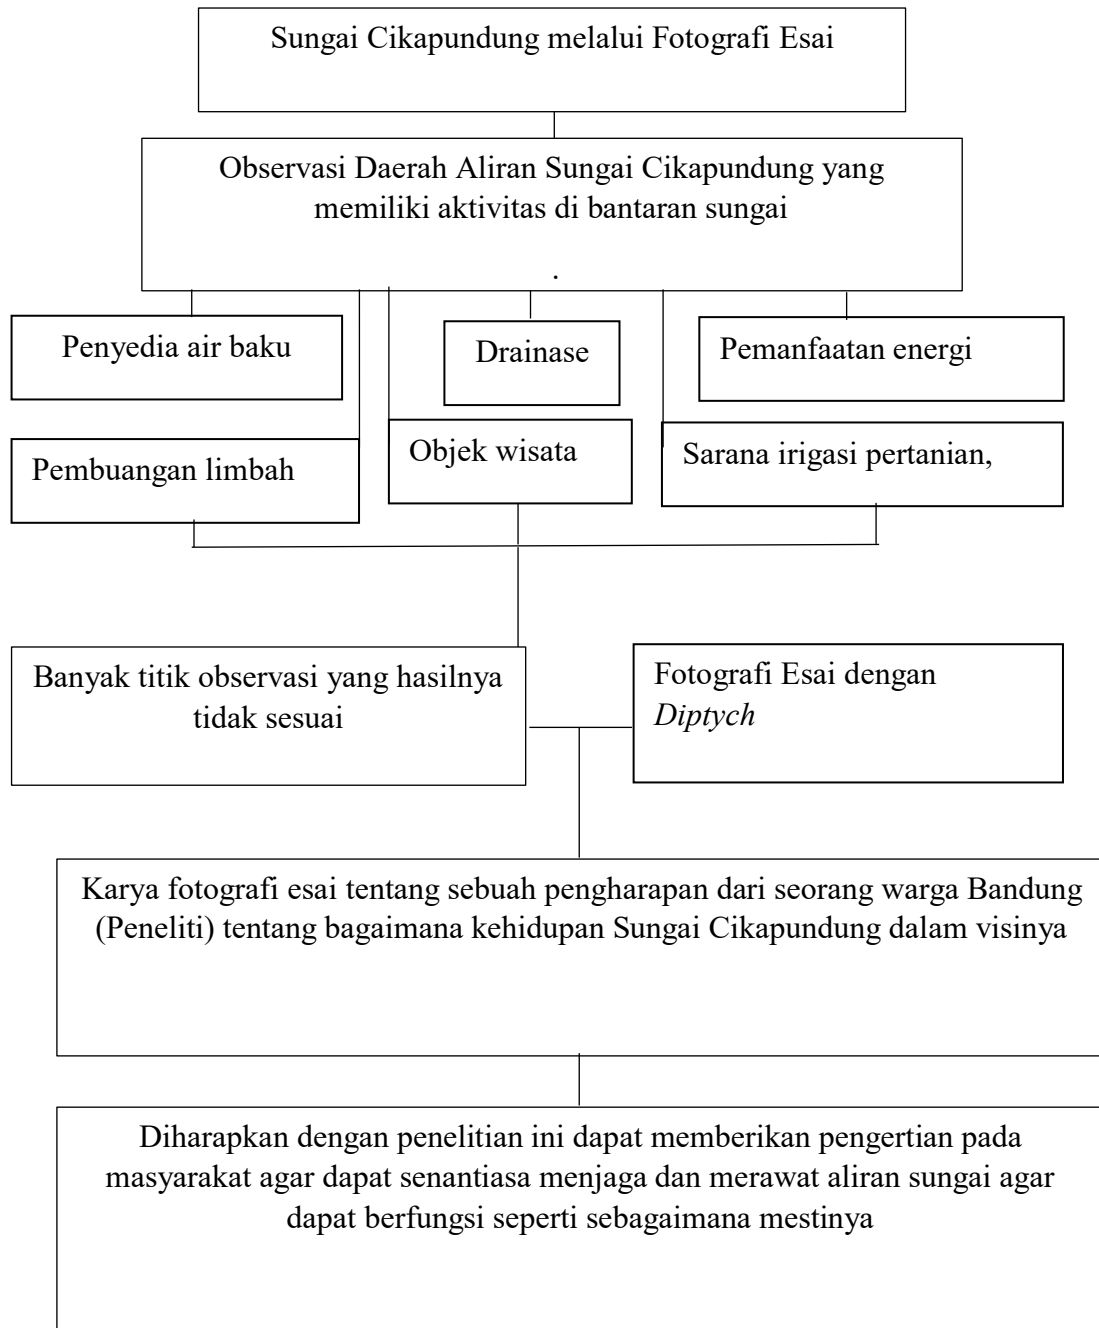 Sungai Cikapundung melalui Fotografi Esai
Observasi Daerah Aliran Sungai Cikapundung yang
memiliki aktivitas di bantaran sungai
.
Penyedia air baku
Drainase
Pemanfaatan energi
Pembuangan limbah
Objek wisata
Sarana irigasi pertanian,
Banyak titik observasi yang hasilnya
tidak sesuai
Fotografi Esai dengan
Diptych
Karya fotografi esai tentang sebuah pengharapan dari seorang warga Bandung
(Peneliti) tentang bagaimana kehidupan Sungai Cikapundung dalam visinya
Diharapkan dengan penelitian ini dapat memberikan pengertian pada
masyarakat agar dapat senantiasa menjaga dan merawat aliran sungai agar
dapat berfungsi seperti sebagaimana mestinya